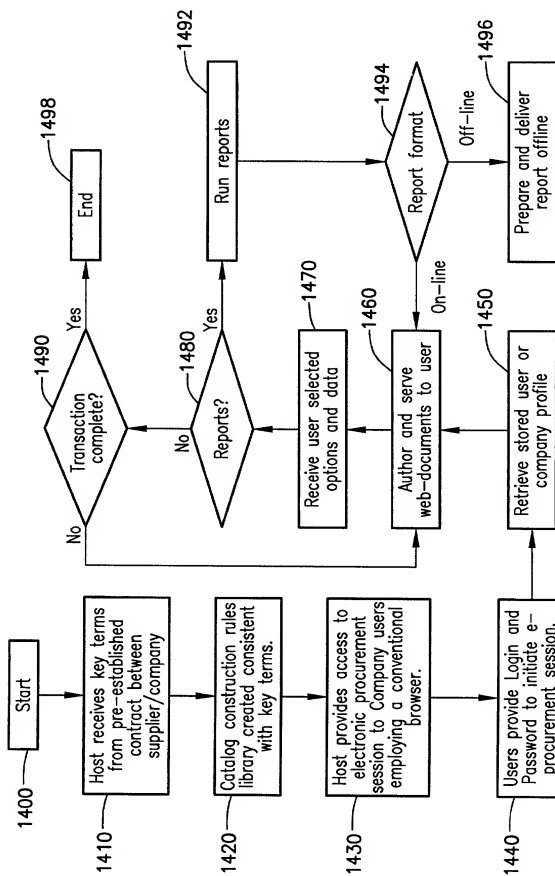 1400
Start
1410
Host receives key terms
from pre-established
contract between
supplier/company
1420
Catalog construction rules
library created consistent
with key terms.
1430
Host provides access to
electronic procurement
session to Company users
employing a conventional
browser.
1440
Users provide Login and
Password to initiate e-
procurement session.
1450
Retrieve stored user or
company profile
1460
Author and serve
web-documents to user
1470
Receive user selected
options and data
1480
Reports?
No
Yes
1490
Transaction
complete?
No
Yes
1498
End
1492
Run reports
1494
Report format
On-line
Off-line
1496
Prepare and deliver
report offline